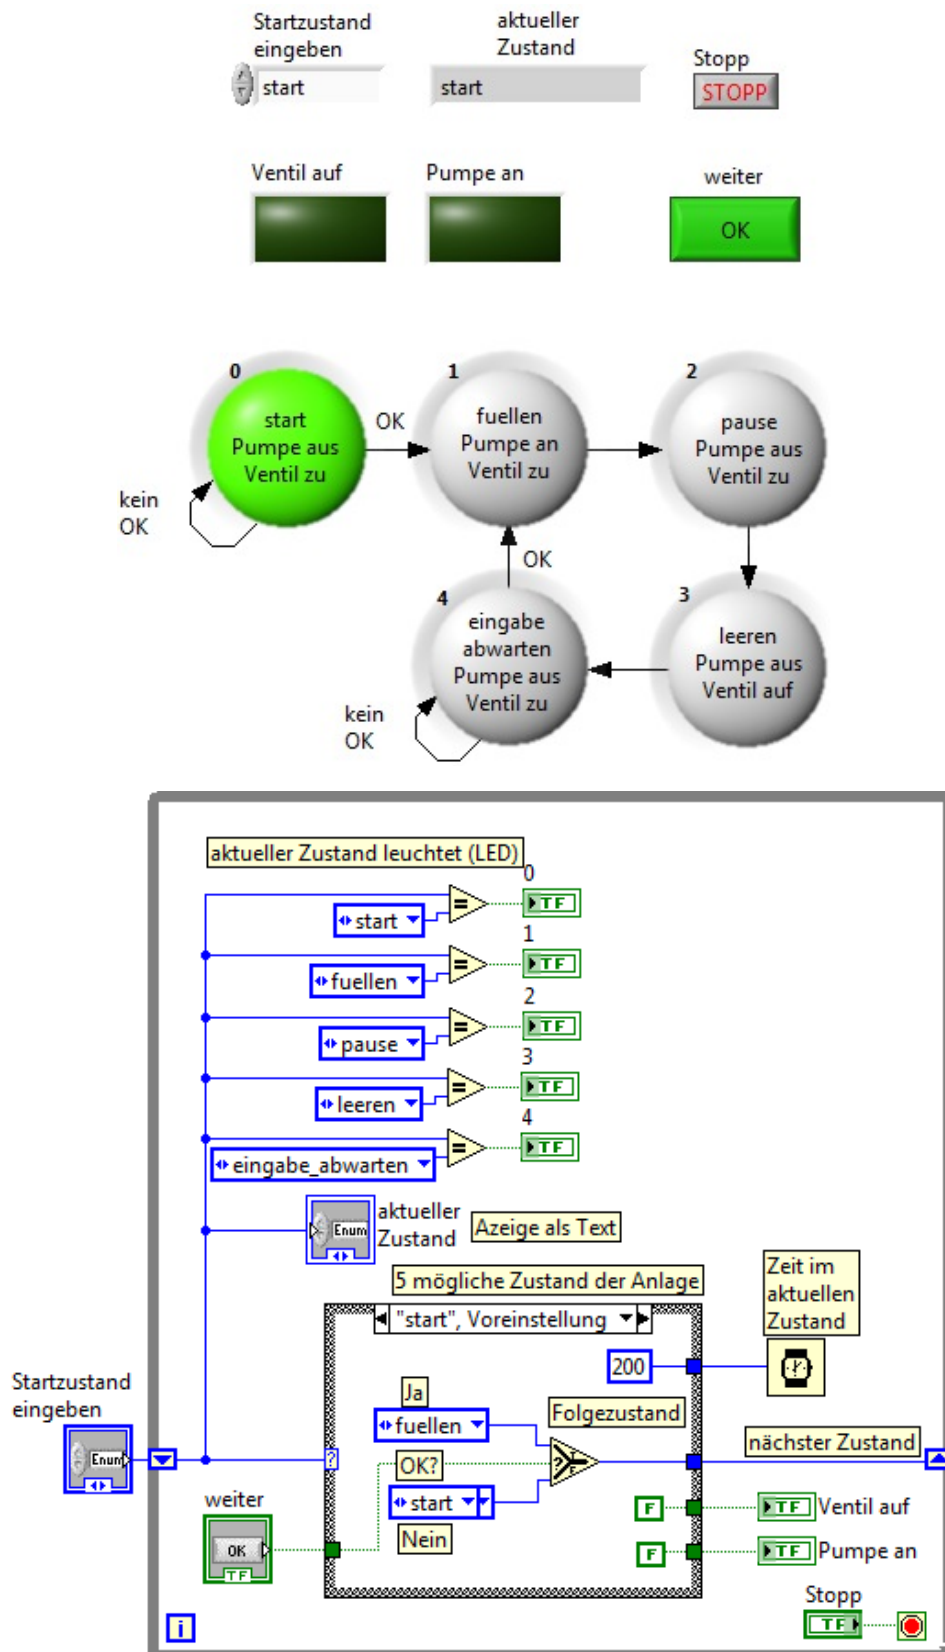 Startzustand
eingeben
start
aktueller
Zustand
start
Stopp
STOPP
Ventil auf
Pumpe an
weiter
OK
0
start
Pumpe aus
Ventil zu
OK
kein
OK
1
fuellen
Pumpe an
Ventil zu
2
pause
Pumpe aus
Ventil zu
OK
4
eingabe
abwarten
Pumpe aus
Ventil zu
kein
OK
3
leeren
Pumpe aus
Ventil auf
aktueller Zustand leuchtet (LED)
0
start
TF
1
fuellen
TF
2
pause
TF
3
leeren
TF
4
eingabe_abwarten
TF
Enum
aktueller
Zustand
Azeige als Text
5 mögliche Zustand der Anlage
"start", Voreinstellung
Zeit im
aktuellen
Zustand
200
Ja
fuellen
Folgezustand
Startzustand
eingeben
Enum
?
OK?
?
T
F
nächster Zustand
start
Nein
weiter
OK
TF
F
TF
Ventil auf
F
TF
Pumpe an
Stopp
TF
i